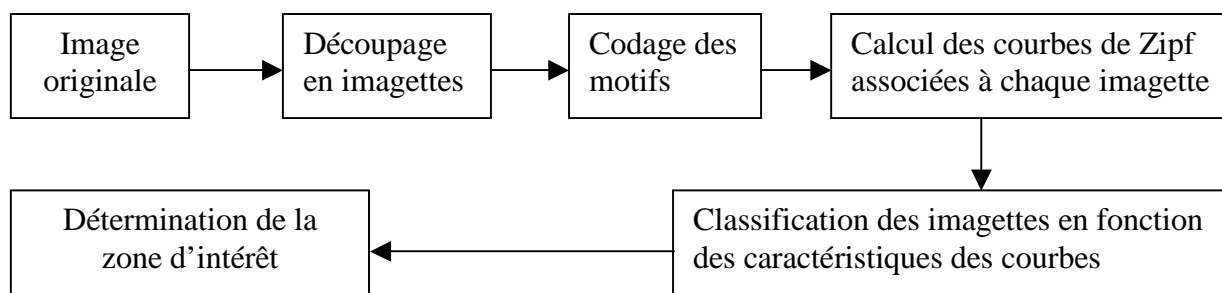 Image
originale
Découpage
en imagettes
Codage des
motifs
Calcul des courbes de Zipf
associées à chaque imagette
Classification des imagettes en fonction
des caractéristiques des courbes
Détermination de la
zone d’intérêt